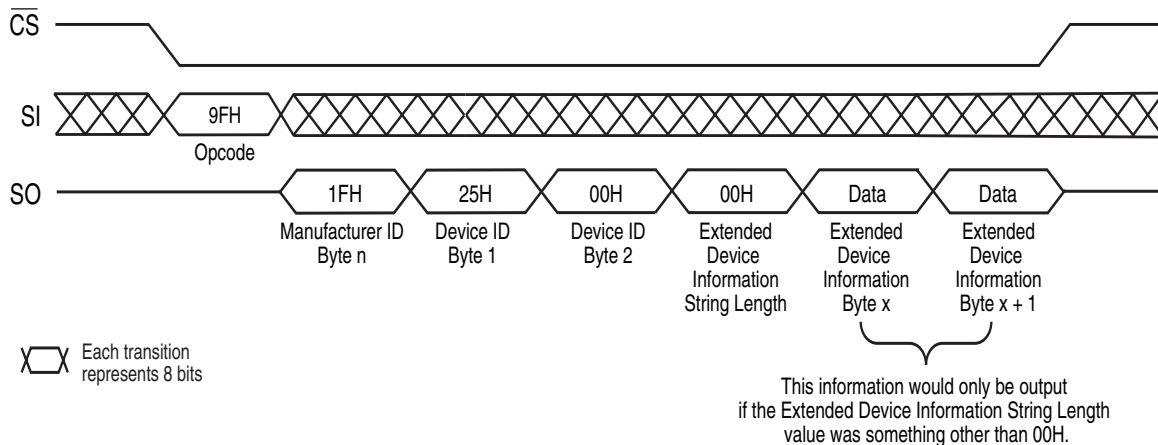 CS
SI
9FH
Opcode
SO
1FH
25H
00H
00H
Data
Data
Manufacturer ID
Byte n
Device ID
Byte 1
Device ID
Byte 2
Extended
Device
Information
String Length
Extended
Device
Information
Byte x
Extended
Device
Information
Byte x + 1
Each transition
represents 8 bits
This information would only be output
if the Extended Device Information String Length
value was something other than 00H.